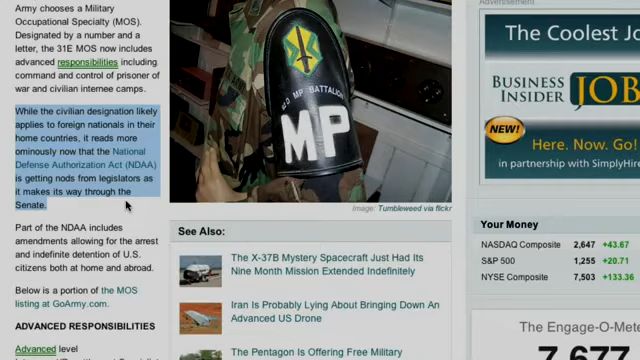 Army chooses a Military
Occupational Specialty (MOS).
Designated by a number and a
letter, the 31E MOS now includes
advanced responsibilities including
command and control of prisoner of
war and civilian internee camps.
While the civilian designation likely
applies to foreign nationals in their
home countries, it reads more
ominously now that the National
Defense Authorization Act (NDAA)
is getting nods from legislators as
it makes its way through the
Senate.
Part of the NDAA includes
amendments allowing for the arrest
and indefinite detention of U.S.
citizens both at home and abroad.
Below is a portion of the MOS
listing at GoArmy.com.
ADVANCED RESPONSIBILITIES
Advanced level
MP BATTALION
MP
Image: Tumbleweed via flickr
See Also:
The X-37B Mystery Spacecraft Just Had Its
Nine Month Mission Extended Indefinitely
Iran Is Probably Lying About Bringing Down An
Advanced US Drone
The Pentagon Is Offering Free Military
Advertisement
The Coolest Jo
BUSINESS
INSIDER
JOB
NEW!
Here. Now. Go!
in partnership with SimplyHire
Your Money
NASDAQ Composite 2,647 +43.67
S&P 500 1,255 +20.71
NYSE Composite 7,503 +133.36
The Engage-O-Mete
7,677